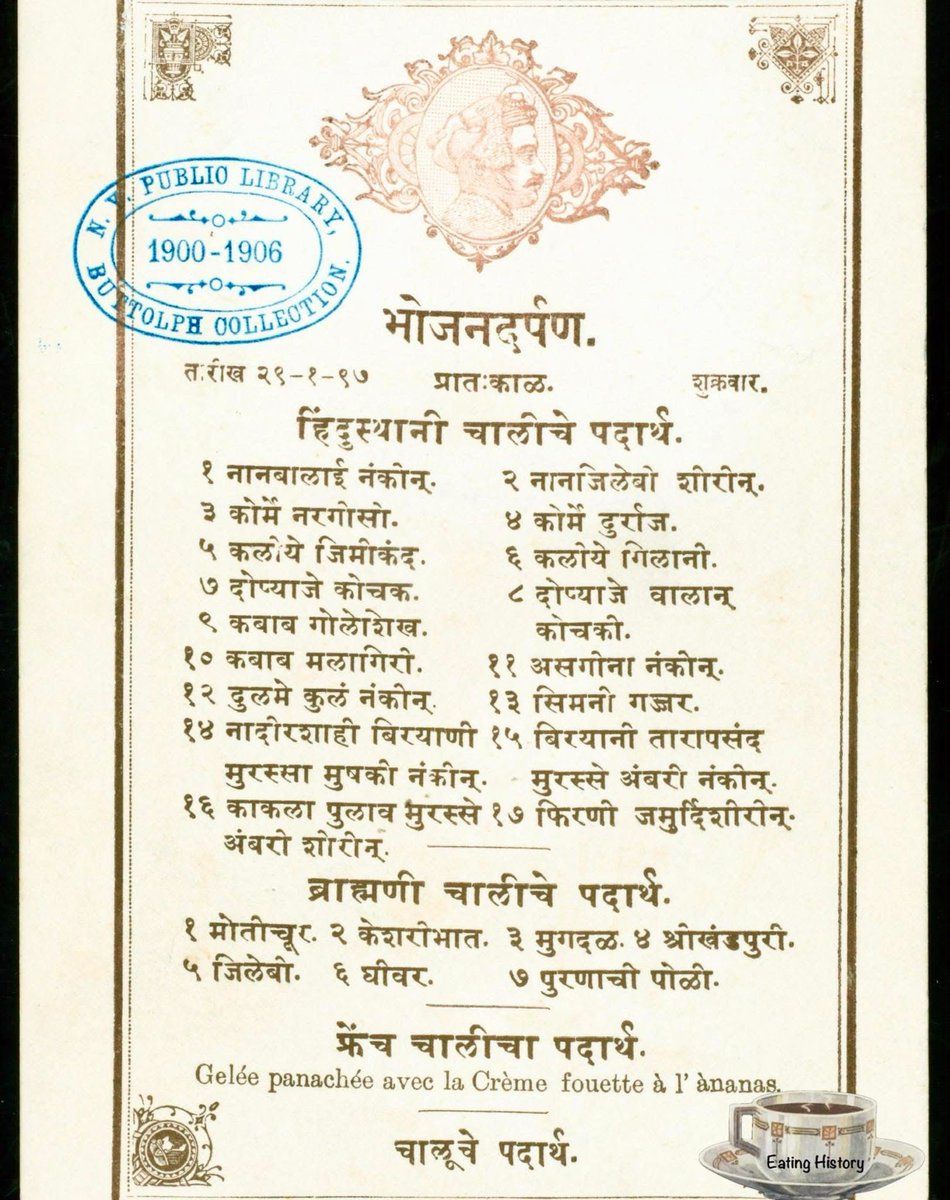 N. Y. PUBLIC LIBRARY,
1900-1906
BUTTOLPH COLLECTION.
भोजनदर्पण.
तारीख २९-१-९७ प्रातःकाळ. शुक्रवार.
हिंदुस्थानी चालीचे पदार्थ.
१ नानबालाई नंकीन्. २ नानजिलेबी शीरीन्.
३ कोर्मे नरगीसी. ४ कोर्मे दुर्राज.
५ कलीये जिमीकंद. ६ कलीये गिलानी.
७ दोप्याजे कोचक. ८ दोप्याजे वालान्
९ कबाब गोलेशिख. कोचकी.
१० कबाब मलागिरी. ११ असगीना नंकीन्.
१२ दुलमे कुलं नंकीन्. १३ सिमनी गज्जर.
१४ नादीरशाही बिरयाणी १५ बिरयानी तारापसंद
मुरस्सा मुषकी नंकीन्. मुरस्से अंबरी नंकीन्.
१६ काकला पुलाव मुरस्से १७ फिरणी जमुर्दिशीरीन्.
अंबरी शीरीन्.
ब्राह्मणी चालीचे पदार्थ.
१ मोतीचूर. २ केशरीभात. ३ मुगदळ. ४ श्रीखंडपुरी.
५ जिलेबी. ६ घीवर. ७ पुरणाची पोळी.
फ्रेंच चालीचा पदार्थ.
Gelée panachée avec la Crème fouette à l' ànanas.
चालूचे पदार्थ.
Eating History